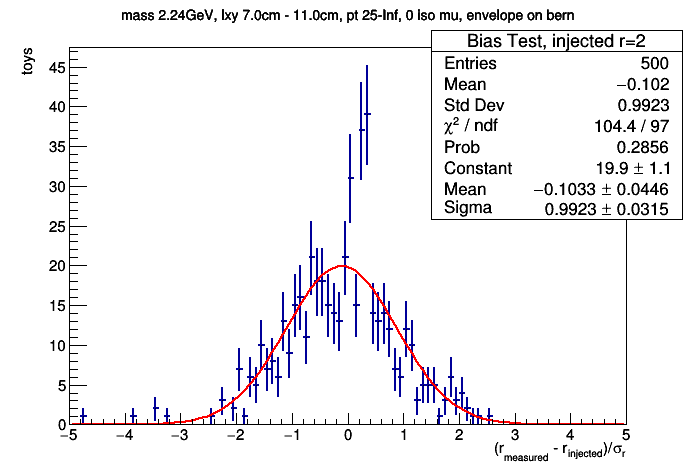 mass 2.24GeV, lxy 7.0cm - 11.0cm, pt 25-Inf, 0 iso mu, envelope on bern
Bias Test, injected r=2
Entries 500
Mean −0.102
Std Dev 0.9923
χ² / ndf 104.4 / 97
Prob 0.2856
Constant 19.9 ± 1.1
Mean −0.1033 ± 0.0446
Sigma 0.9923 ± 0.0315
toys
45
40
35
30
25
20
15
10
5
0
−5 −4 −3 −2 −1 0 1 2 3 4 5
(r_measured - r_injected)/σ_r